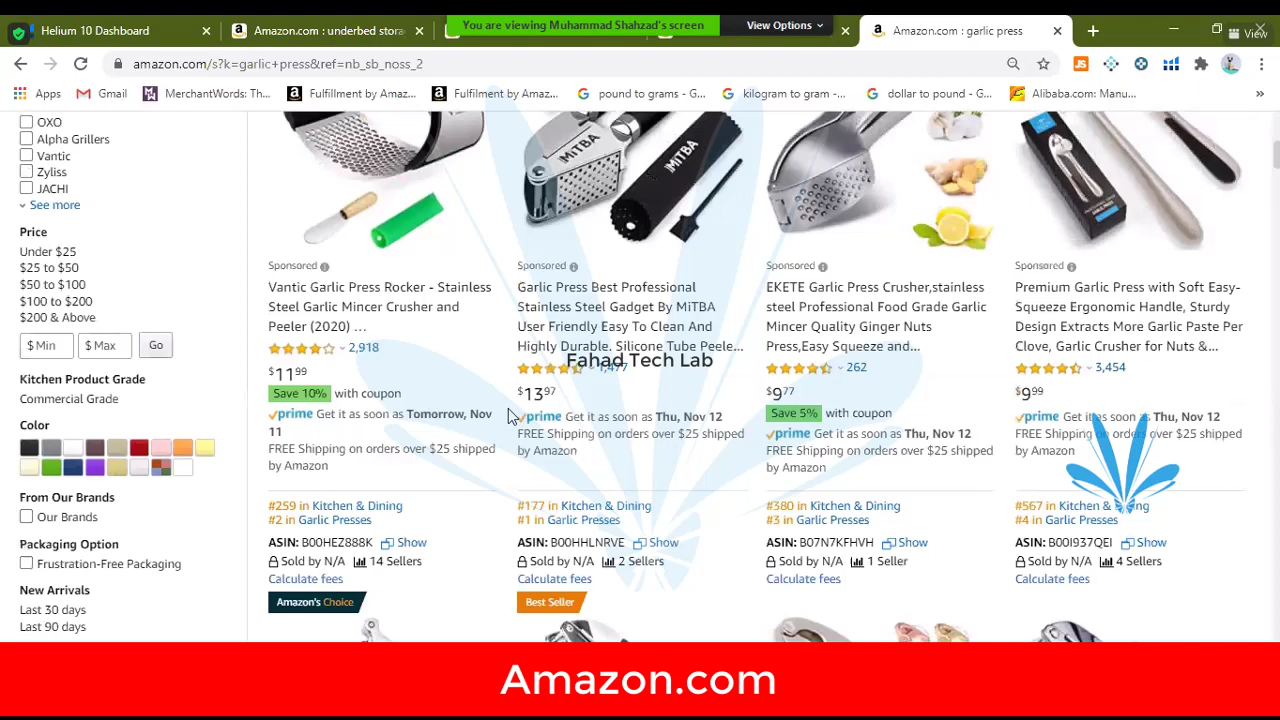 Helium 10 Dashboard
Amazon.com : underbed stora
You are viewing Muhammad Shahzad's screen
View Options
Amazon.com : garlic press
View
amazon.com/s?k=garlic+press&ref=nb_sb_noss_2
Apps
Gmail
MerchantWords: Th...
Fulfillment by Amaz...
Fulfillment by Amaz...
pound to grams - G...
kilogram to gram -...
dollar to pound - G...
Alibaba.com: Manu...
OXO
Alpha Grillers
Vantic
Zyliss
JACHI
See more
Price
Under $25
$25 to $50
$50 to $100
$100 to $200
$200 & Above
$ Min
$ Max
Go
Kitchen Product Grade
Commercial Grade
Color
From Our Brands
Our Brands
Packaging Option
Frustration-Free Packaging
New Arrivals
Last 30 days
Last 90 days
Sponsored
Vantic Garlic Press Rocker - Stainless
Steel Garlic Mincer Crusher and
Peeler (2020) ...
2,918
$11 99
Save 10% with coupon
prime Get it as soon as Tomorrow, Nov
11
FREE Shipping on orders over $25 shipped
by Amazon
#259 in Kitchen & Dining
#2 in Garlic Presses
ASIN: B00HEZ888K Show
Sold by N/A 14 Sellers
Calculate fees
Amazon's Choice
MiTBA
MiTBA
Sponsored
Garlic Press Best Professional
Stainless Steel Gadget By MiTBA
User Friendly Easy To Clean And
Highly Durable. Silicone Tube Peele...
1,477
$13 97
prime Get it as soon as Thu, Nov 12
FREE Shipping on orders over $25 shipped
by Amazon
#177 in Kitchen & Dining
#1 in Garlic Presses
ASIN: B00HHLNRVE Show
Sold by N/A 2 Sellers
Calculate fees
Best Seller
Sponsored
EKETE Garlic Press Crusher,stainless
steel Professional Food Grade Garlic
Mincer Quality Ginger Nuts
Press,Easy Squeeze and...
262
$9 77
Save 5% with coupon
prime Get it as soon as Thu, Nov 12
FREE Shipping on orders over $25 shipped
by Amazon
#380 in Kitchen & Dining
#3 in Garlic Presses
ASIN: B07N7KFHVH Show
Sold by N/A 1 Seller
Calculate fees
Sponsored
Premium Garlic Press with Soft Easy-
Squeeze Ergonomic Handle, Sturdy
Design Extracts More Garlic Paste Per
Clove, Garlic Crusher for Nuts &...
3,454
$9 99
prime Get it as soon as Thu, Nov 12
FREE Shipping on orders over $25 shipped
by Amazon
#567 in Kitchen & Dining
#4 in Garlic Presses
ASIN: B00I937QEI Show
Sold by N/A 4 Sellers
Calculate fees
Fahad Tech Lab
Amazon.com